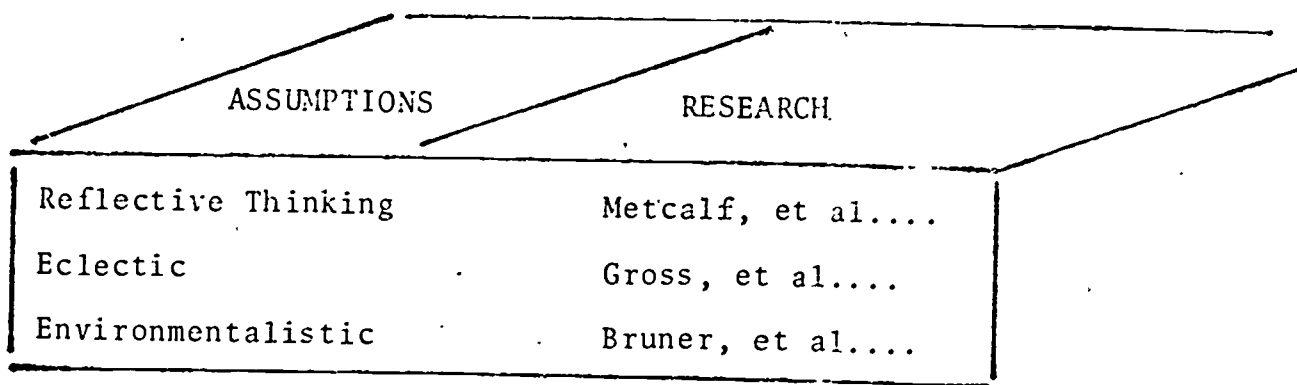 ASSUMPTIONS RESEARCH
Reflective Thinking Metcalf, et al....
Eclectic Gross, et al....
Environmentalistic Bruner, et al....